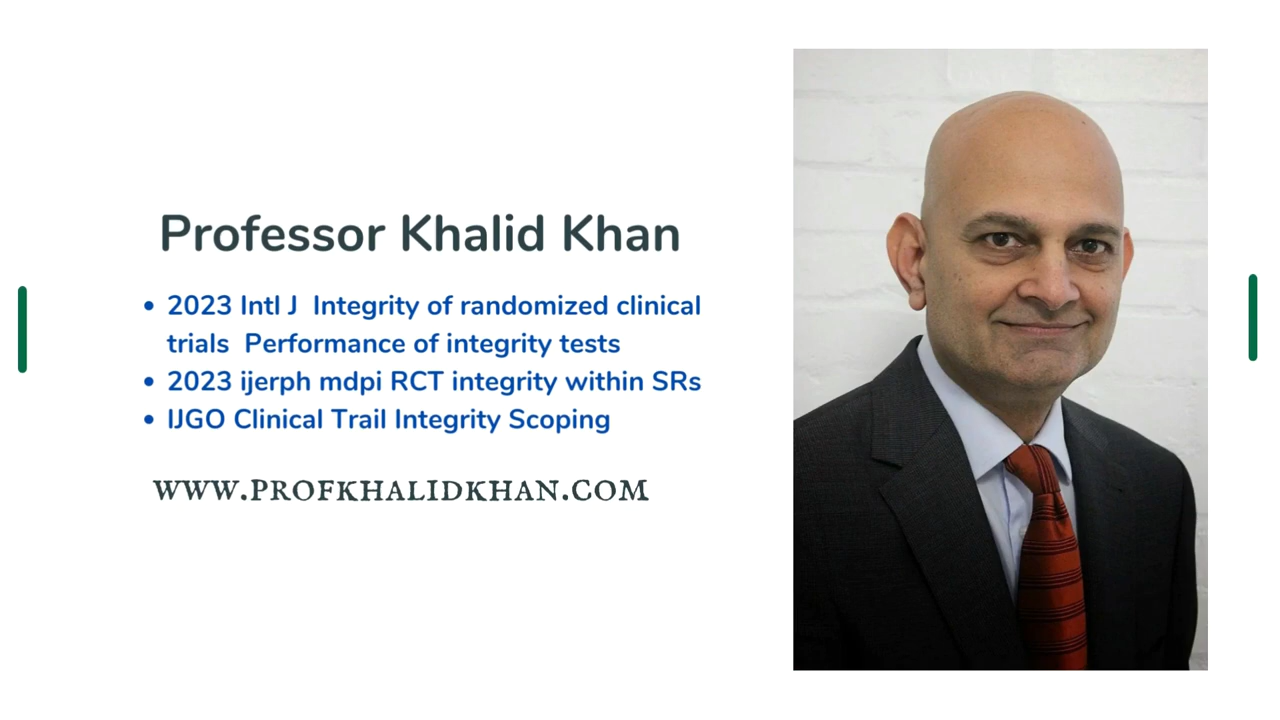 Professor Khalid Khan
• 2023 Intl J  Integrity of randomized clinical
trials  Performance of integrity tests
• 2023 ijerph mdpi RCT integrity within SRs
• IJGO Clinical Trail Integrity Scoping
WWW.PROFKHALIDKHAN.COM